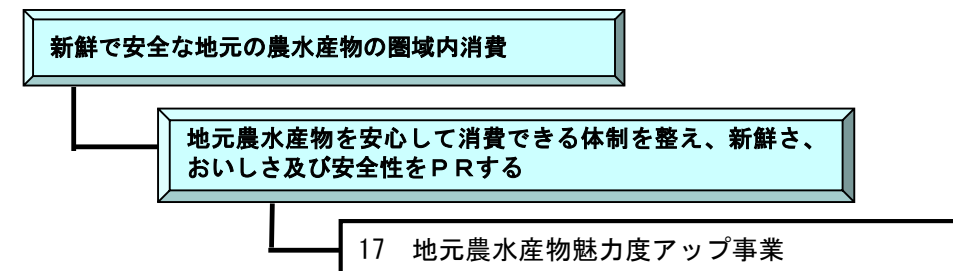 新鮮で安全な地元の農水産物の圏域内消費
地元農水産物を安心して消費できる体制を整え、新鮮さ、
おいしさ及び安全性をＰＲする
17　地元農水産物魅力度アップ事業